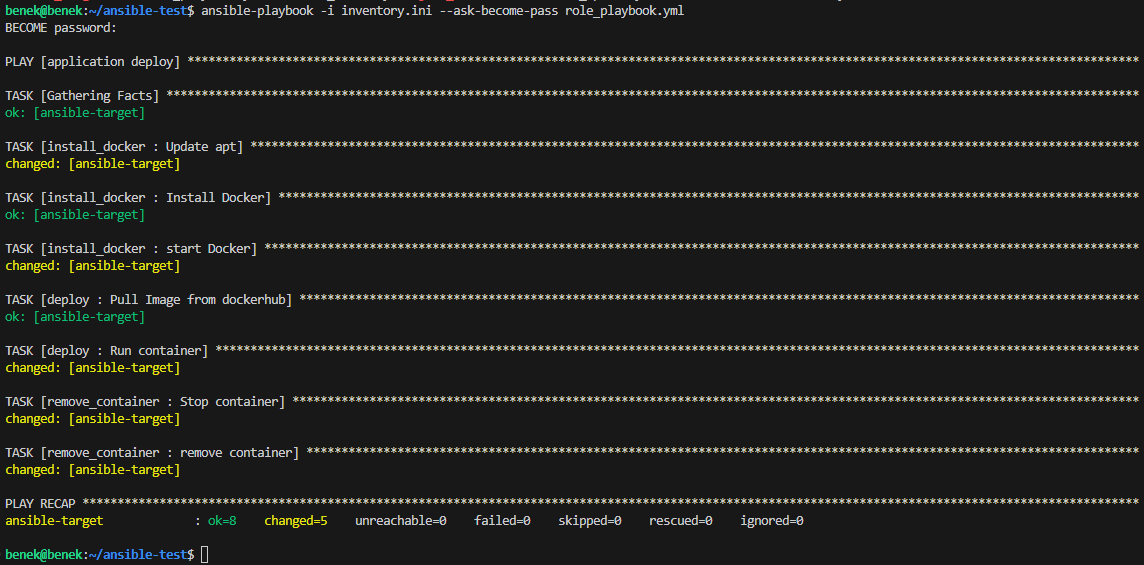 benek@benek:~/ansible-test$ ansible-playbook -i inventory.ini --ask-become-pass role_playbook.yml
BECOME password:
PLAY [application deploy] ****************************************************************************************************************************************
TASK [Gathering Facts] *******************************************************************************************************************************************
ok: [ansible-target]
TASK [install_docker : Update apt] *******************************************************************************************************************************
changed: [ansible-target]
TASK [install_docker : Install Docker] ***************************************************************************************************************************
ok: [ansible-target]
TASK [install_docker : start Docker] *****************************************************************************************************************************
changed: [ansible-target]
TASK [deploy : Pull Image from dockerhub] ************************************************************************************************************************
ok: [ansible-target]
TASK [deploy : Run container] ************************************************************************************************************************************
changed: [ansible-target]
TASK [remove_container : Stop container] *************************************************************************************************************************
changed: [ansible-target]
TASK [remove_container : remove container] ***********************************************************************************************************************
changed: [ansible-target]
PLAY RECAP *******************************************************************************************************************************************************
ansible-target             : ok=8    changed=5    unreachable=0    failed=0    skipped=0    rescued=0    ignored=0
benek@benek:~/ansible-test$